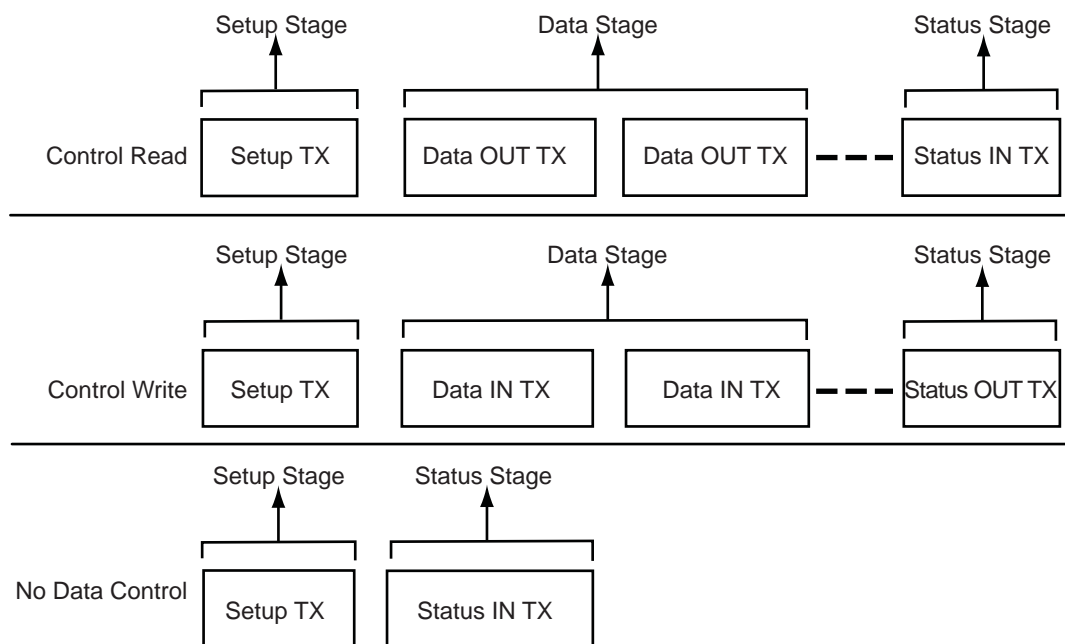 Setup Stage Data Stage Status Stage
Control Read Setup TX Data OUT TX Data OUT TX Status IN TX
Setup Stage Data Stage Status Stage
Control Write Setup TX Data IN TX Data IN TX Status OUT TX
Setup Stage Status Stage
No Data Control Setup TX Status IN TX